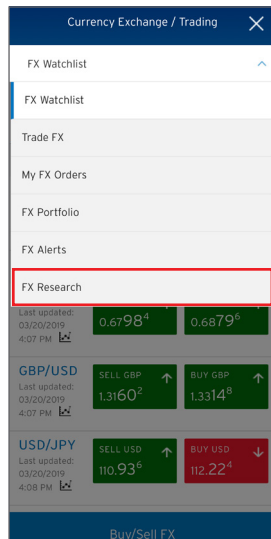 Currency Exchange / Trading
FX Watchlist
FX Watchlist
Trade FX
My FX Orders
FX Portfolio
FX Alerts
FX Research
Last updated:
03/20/2019
4:07 PM
0.6798⁴
0.6879⁶
GBP/USD
Last updated:
03/20/2019
4:07 PM
SELL GBP
1.3160²
BUY GBP
1.3314⁸
USD/JPY
Last updated:
03/20/2019
4:08 PM
SELL USD
110.93⁶
BUY USD
112.22⁴
Buy/Sell FX